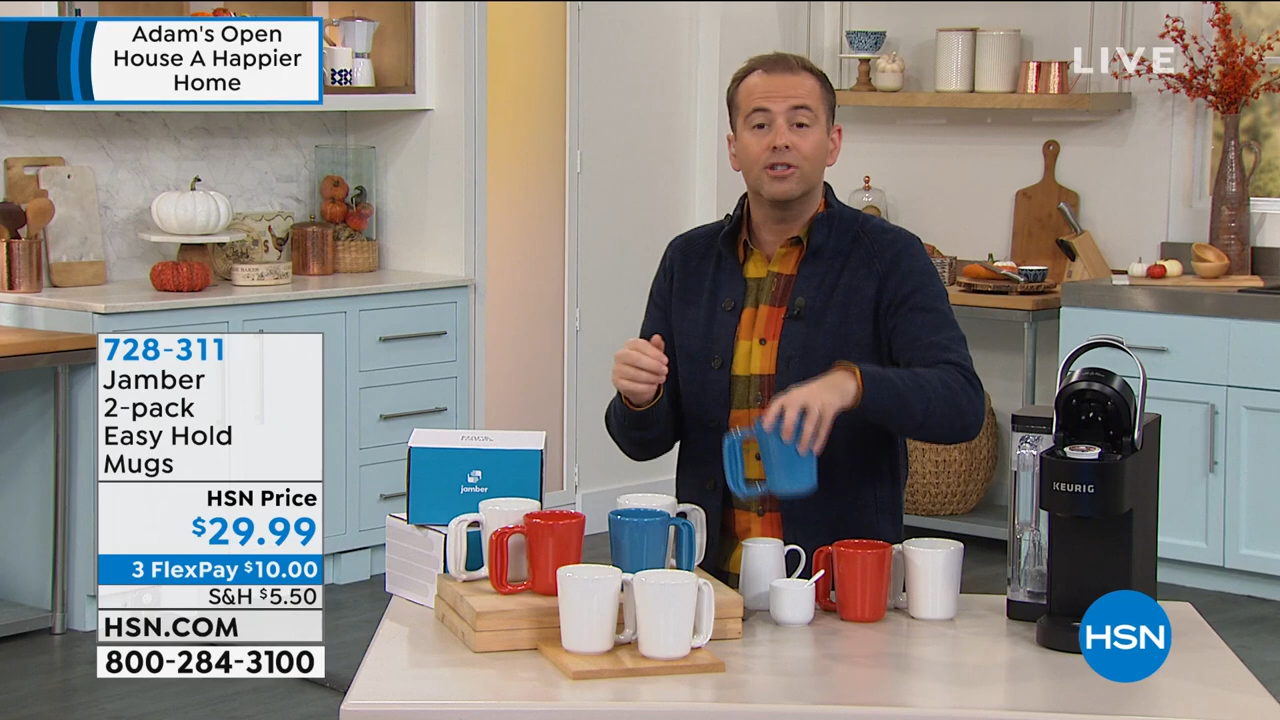 Adam's Open
House A Happier
Home
LIVE
728-311
Jamber
2-pack
Easy Hold
Mugs
HSN Price
$29.99
3 FlexPay $10.00
S&H $5.50
HSN.COM
800-284-3100
jamber
KEURIG
HSN